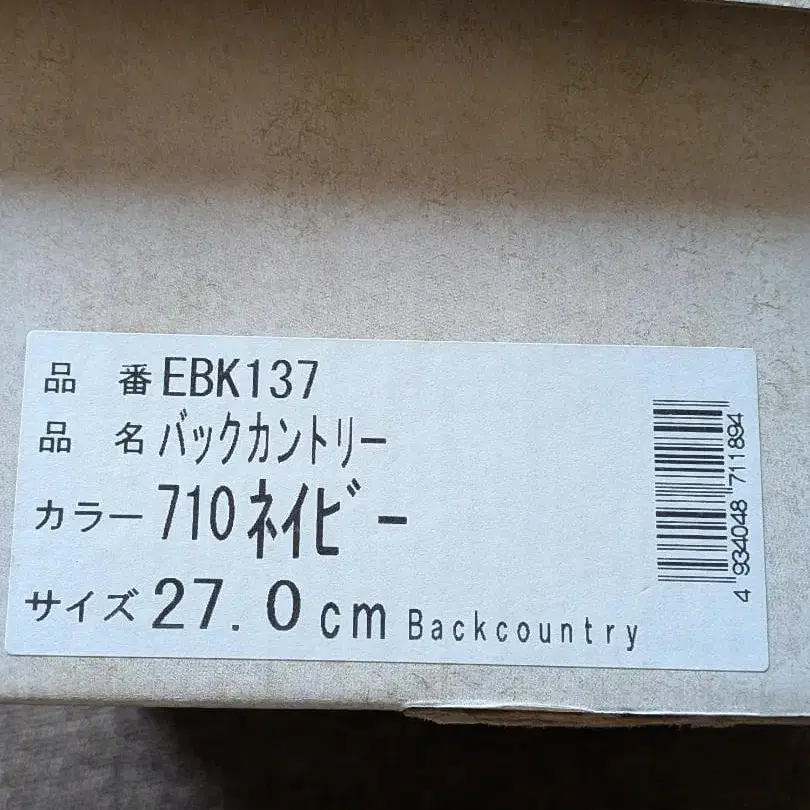 品 番 EBK137
品 名 バックカントリー
カラー 710 ﾈｲﾋﾞｰ
サイズ 27.0cm Backcountry
4 934048 711894